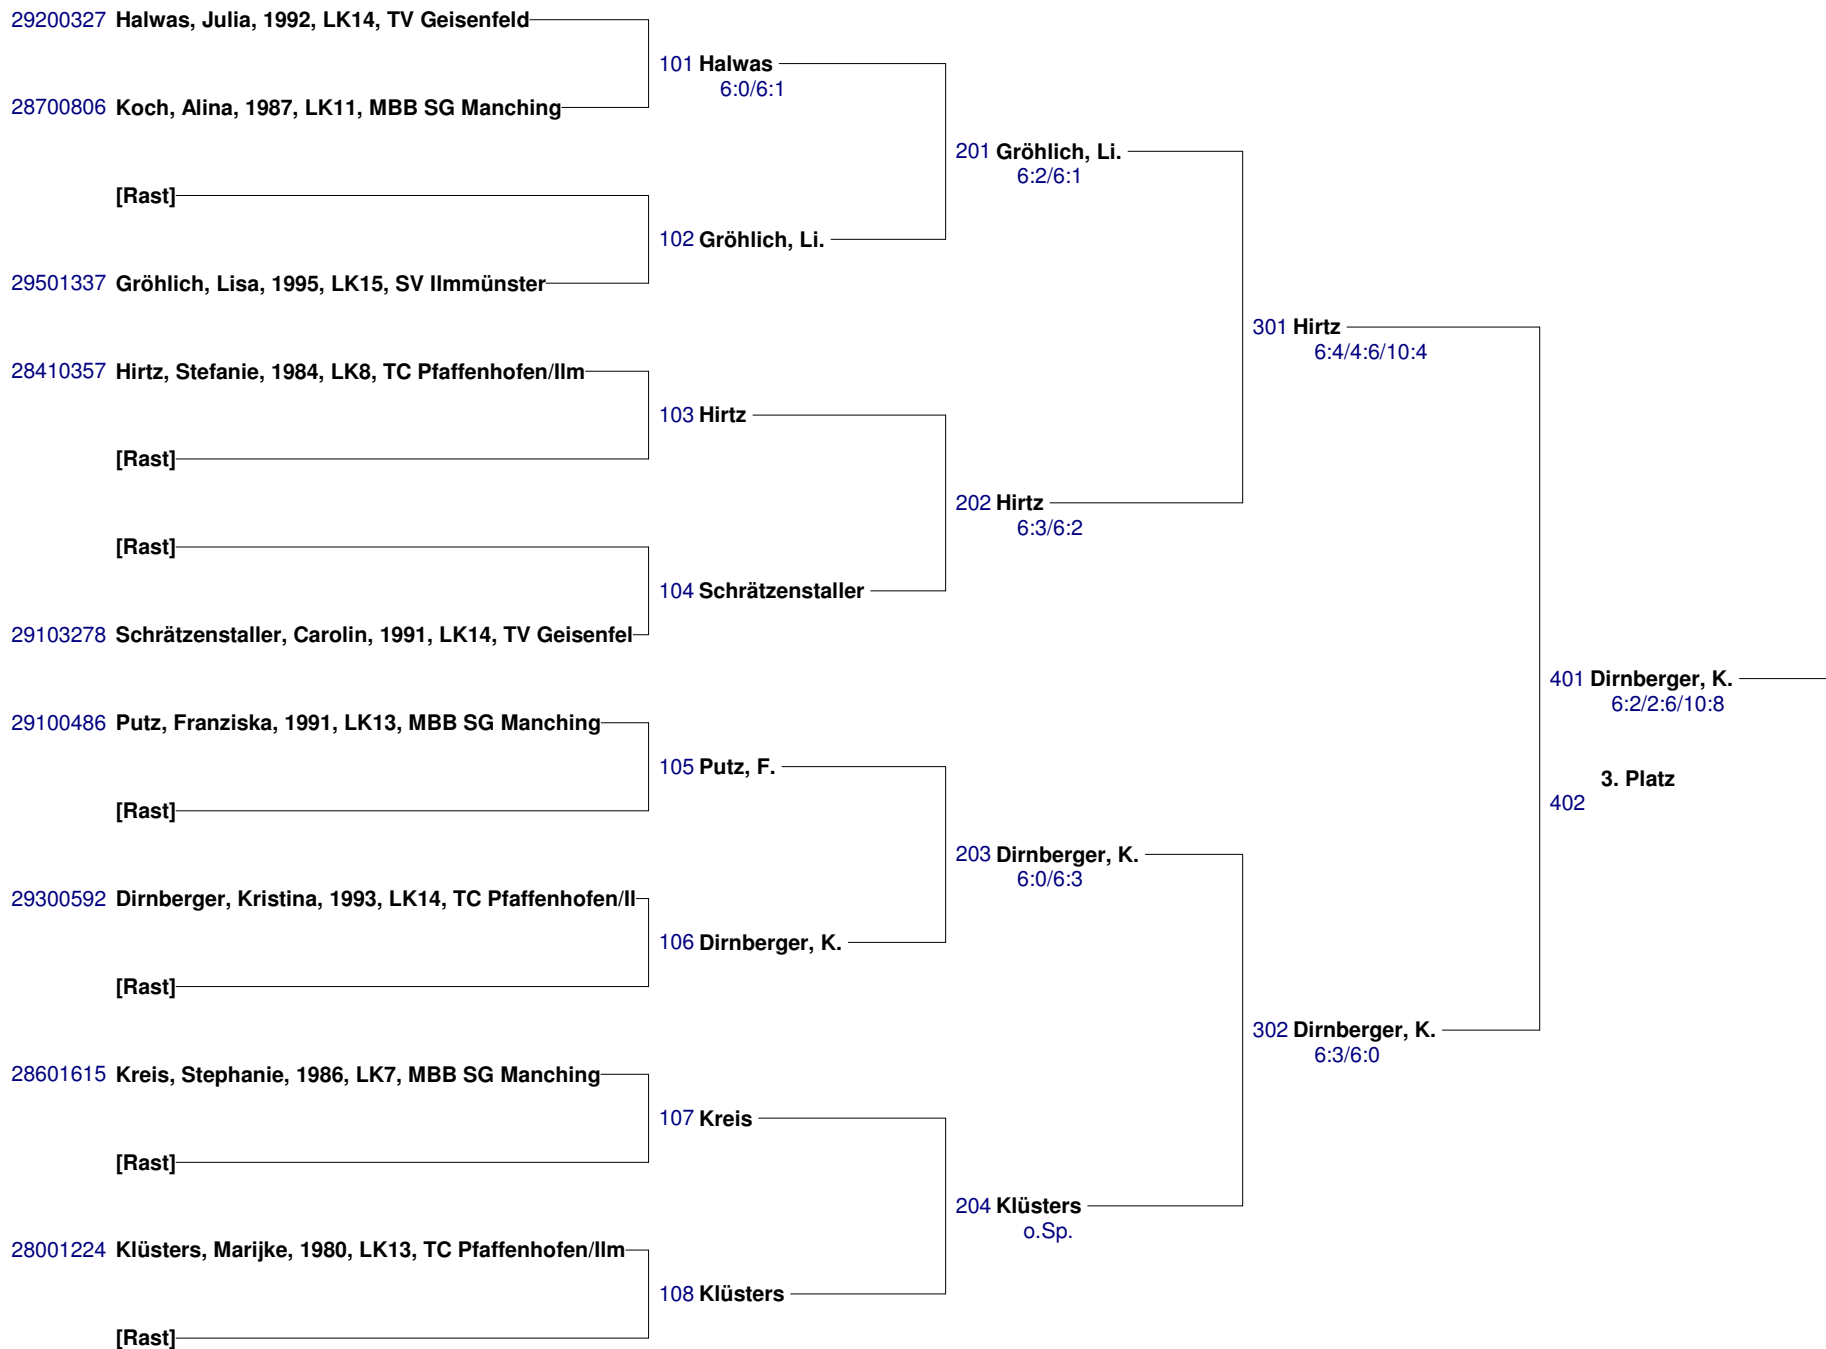 29200327 Halwas, Julia, 1992, LK14, TV Geisenfeld
101 Halwas
6:0/6:1
28700806 Koch, Alina, 1987, LK11, MBB SG Manching
201 Gröhlich, Li.
6:2/6:1
[Rast]
102 Gröhlich, Li.
29501337 Gröhlich, Lisa, 1995, LK15, SV Ilmmünster
301 Hirtz
6:4/4:6/10:4
28410357 Hirtz, Stefanie, 1984, LK8, TC Pfaffenhofen/Ilm
103 Hirtz
[Rast]
202 Hirtz
6:3/6:2
[Rast]
104 Schrätzenstaller
29103278 Schrätzenstaller, Carolin, 1991, LK14, TV Geisenfel
401 Dirnberger, K.
6:2/2:6/10:8
29100486 Putz, Franziska, 1991, LK13, MBB SG Manching
105 Putz, F.
3. Platz
402
[Rast]
203 Dirnberger, K.
6:0/6:3
29300592 Dirnberger, Kristina, 1993, LK14, TC Pfaffenhofen/Il
106 Dirnberger, K.
[Rast]
302 Dirnberger, K.
6:3/6:0
28601615 Kreis, Stephanie, 1986, LK7, MBB SG Manching
107 Kreis
[Rast]
204 Klüsters
o.Sp.
28001224 Klüsters, Marijke, 1980, LK13, TC Pfaffenhofen/Ilm
108 Klüsters
[Rast]